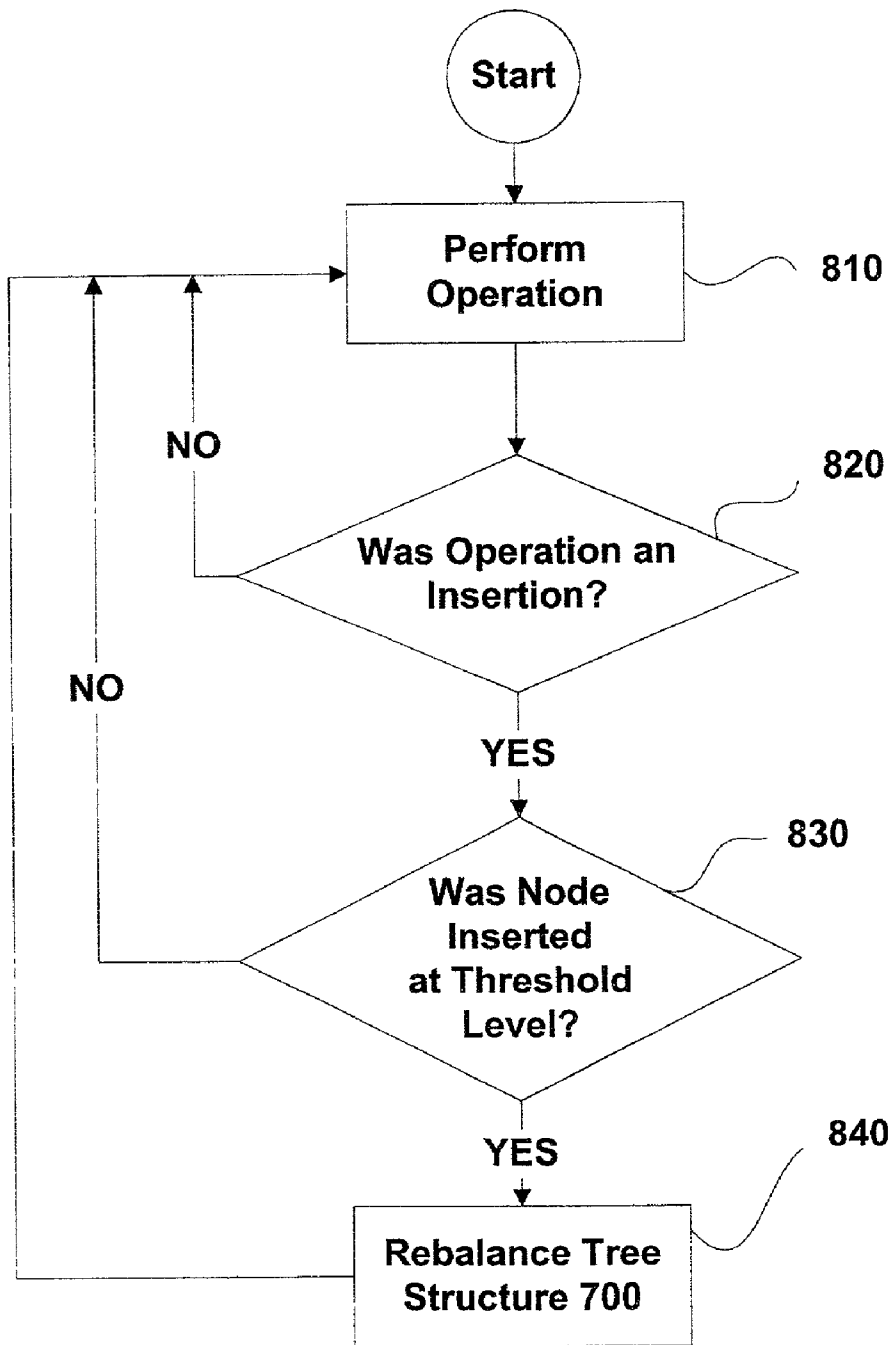 Start
Perform
Operation
810
NO
820
Was Operation an
Insertion?
NO
YES
830
Was Node
Inserted
at Threshold
Level?
YES
840
Rebalance Tree
Structure 700